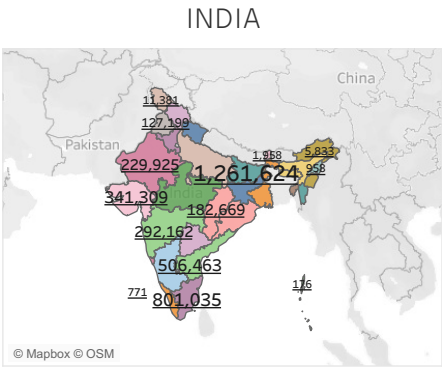 INDIA
China
11,381
127,199
Pakistan
1,958
5,833
229,925
1,261,624
958
341,309
India
182,669
292,162
506,463
771
801,035
116
© Mapbox © OSM